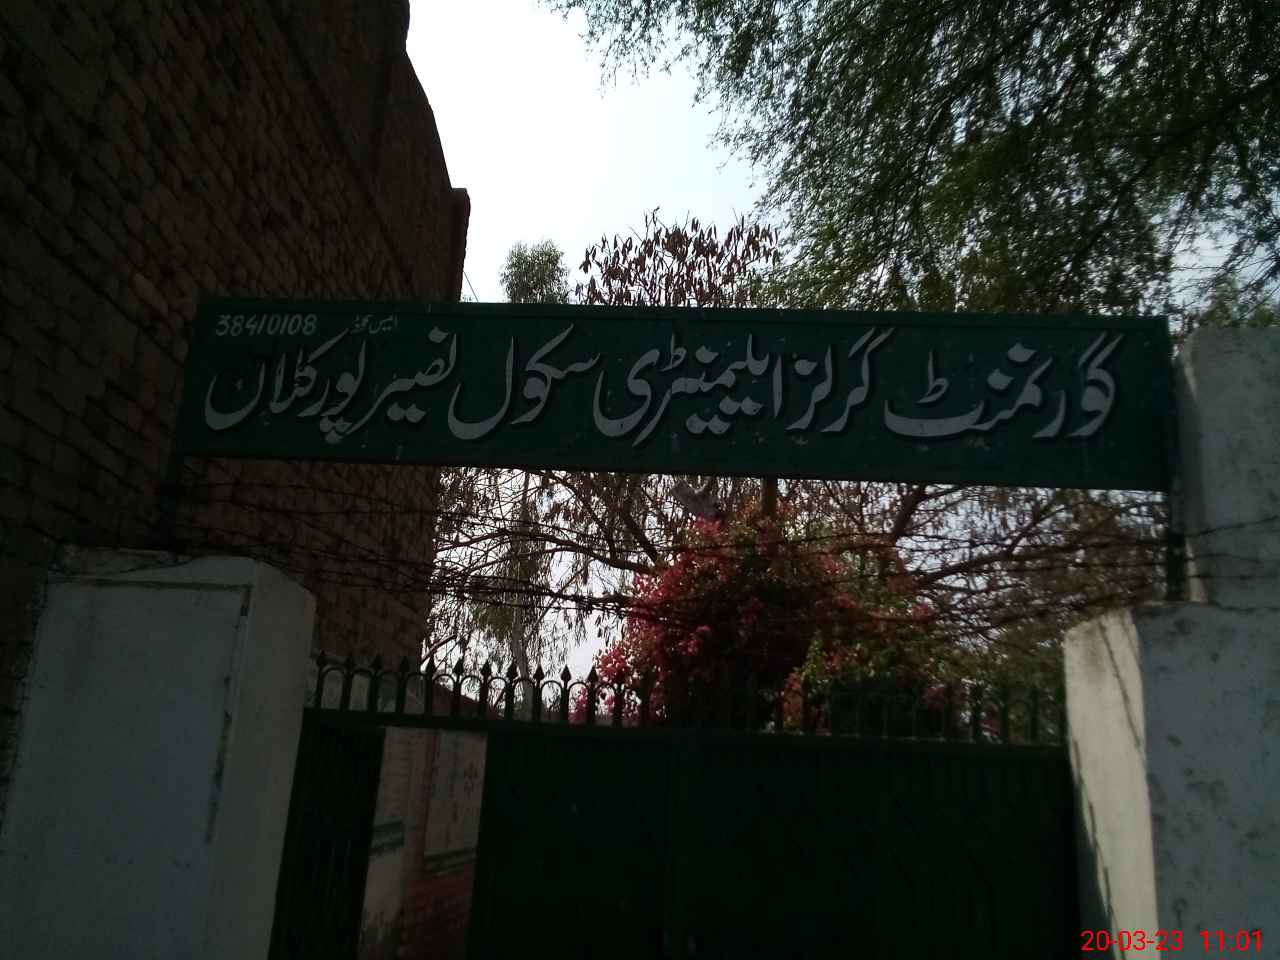 ایس کوڈ 38410108
گورنمنٹ گرلز ایلیمنٹری سکول نصیر پور کلاں
20-03-23 11:01